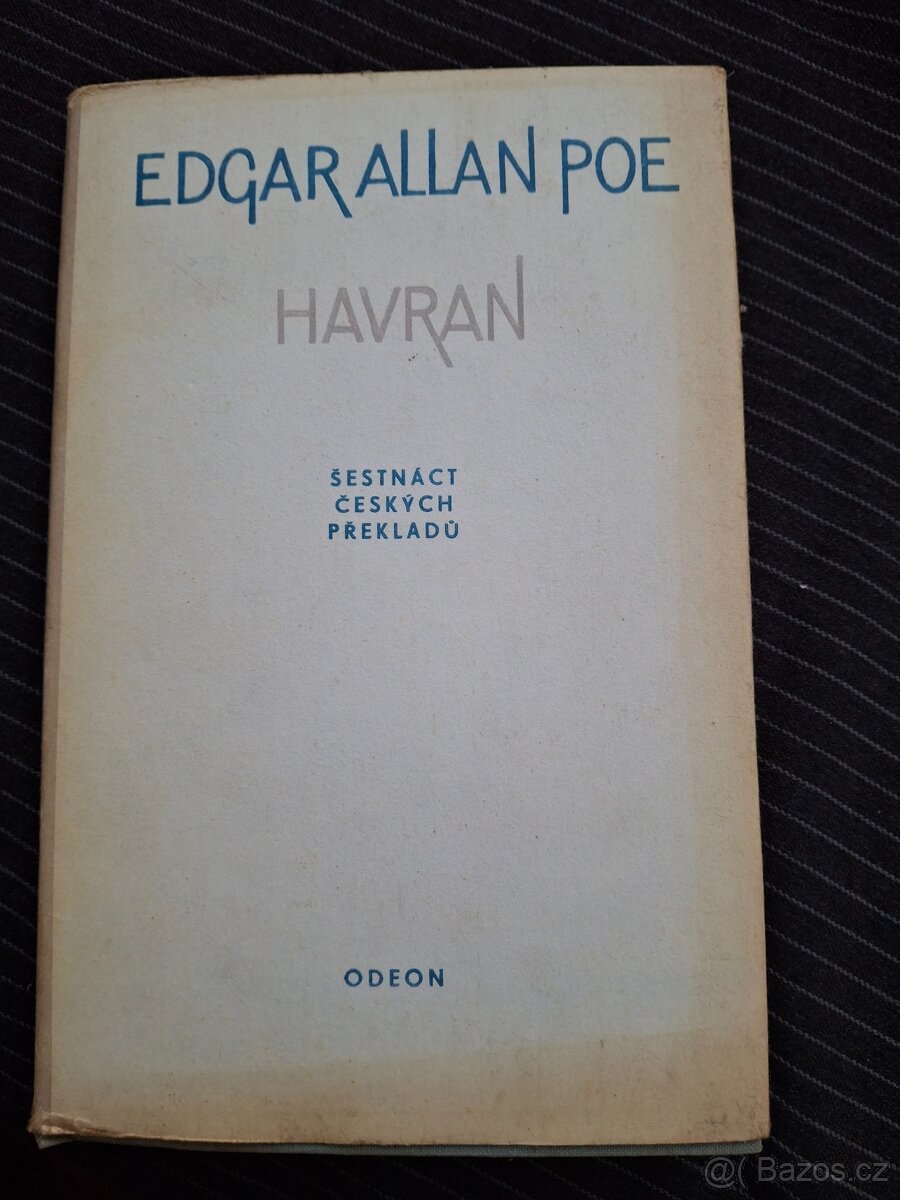 EDGAR ALLAN POE
HAVRAN
ŠESTNÁCT
ČESKÝCH
PŘEKLADŮ
ODEON
@( Bazos.cz